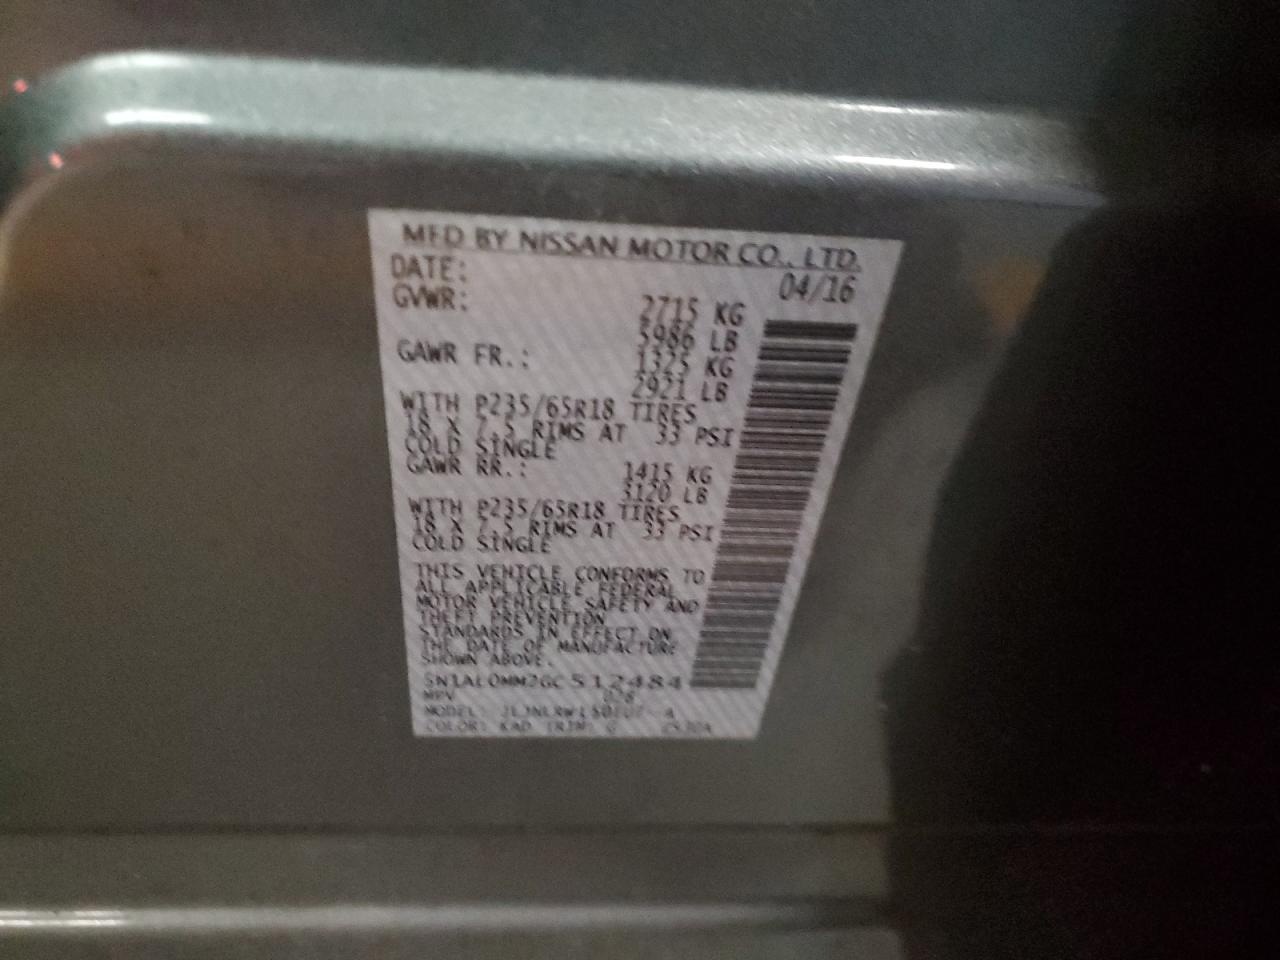 MFD BY NISSAN MOTOR CO., LTD.
DATE: 04/16
GVWR: 2715 KG
5986 LB
GAWR FR.: 1325 KG
2921 LB
WITH P235/65R18 TIRES
18 X 7.5 RIMS AT 33 PSI
COLD SINGLE
GAWR RR.: 1415 KG
3120 LB
WITH P235/65R18 TIRES
18 X 7.5 RIMS AT 33 PSI
COLD SINGLE
THIS VEHICLE CONFORMS TO
ALL APPLICABLE FEDERAL
MOTOR VEHICLE SAFETY AND
THEFT PREVENTION
STANDARDS IN EFFECT ON
THE DATE OF MANUFACTURE
SHOWN ABOVE.
5N1AL0MM2GC512484
MPV
MODEL: A
COLOR: KAD TRIM: G